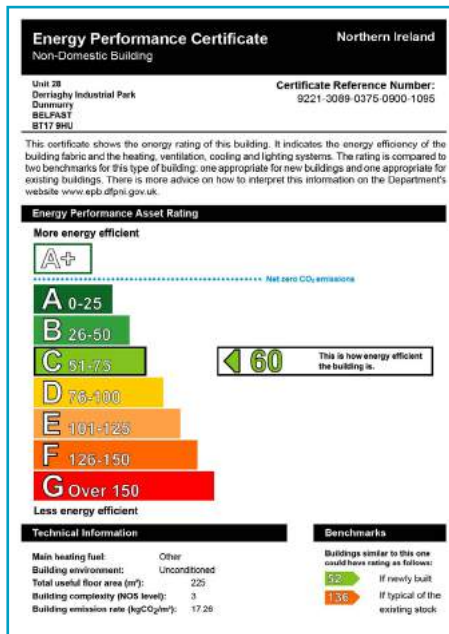 Energy Performance Certificate
Northern Ireland
Non-Domestic Building
Unit 28
Derriaghy Industrial Park
Dunmurry
BELFAST
BT17 9HU
Certificate Reference Number:
9221-3089-0375-0900-1095
This certificate shows the energy rating of this building. It indicates the energy efficiency of the
building fabric and the heating, ventilation, cooling and lighting systems. The rating is compared to
two benchmarks for this type of building: one appropriate for new buildings and one appropriate for
existing buildings. There is more advice on how to interpret this information on the Department's
website www.epb.dfpni.gov.uk.
Energy Performance Asset Rating
More energy efficient
A+
Net zero CO₂ emissions
A 0-25
B 26-50
C 51-75
60
This is how energy efficient
the building is.
D 76-100
E 101-125
F 126-150
G Over 150
Less energy efficient
Technical Information
Main heating fuel: Other
Building environment: Unconditioned
Total useful floor area (m²): 225
Building complexity (NOS level): 3
Building emission rate (kgCO₂/m²): 17.26
Benchmarks
Buildings similar to this one
could have rating as follows:
52 If newly built
136 If typical of the
existing stock